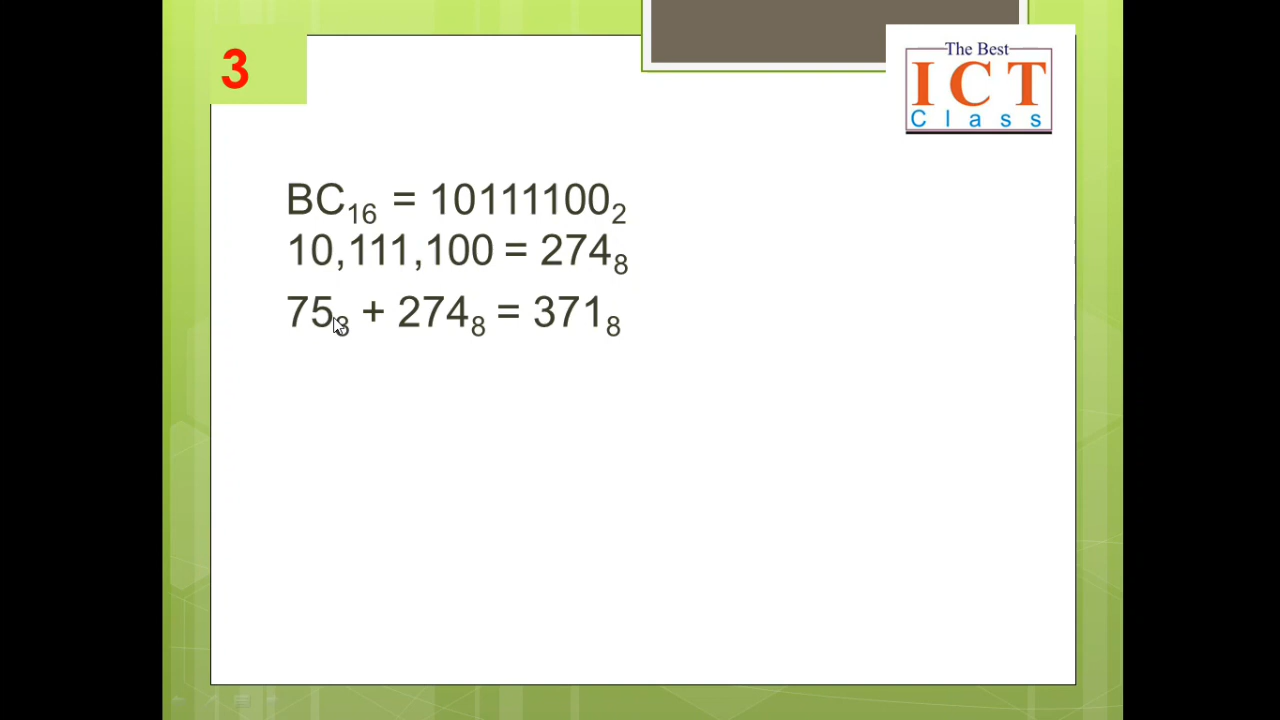 3
The Best
ICT
Class
BC₁₆ = 10111100₂
10,111,100 = 274₈
75₈ + 274₈ = 371₈